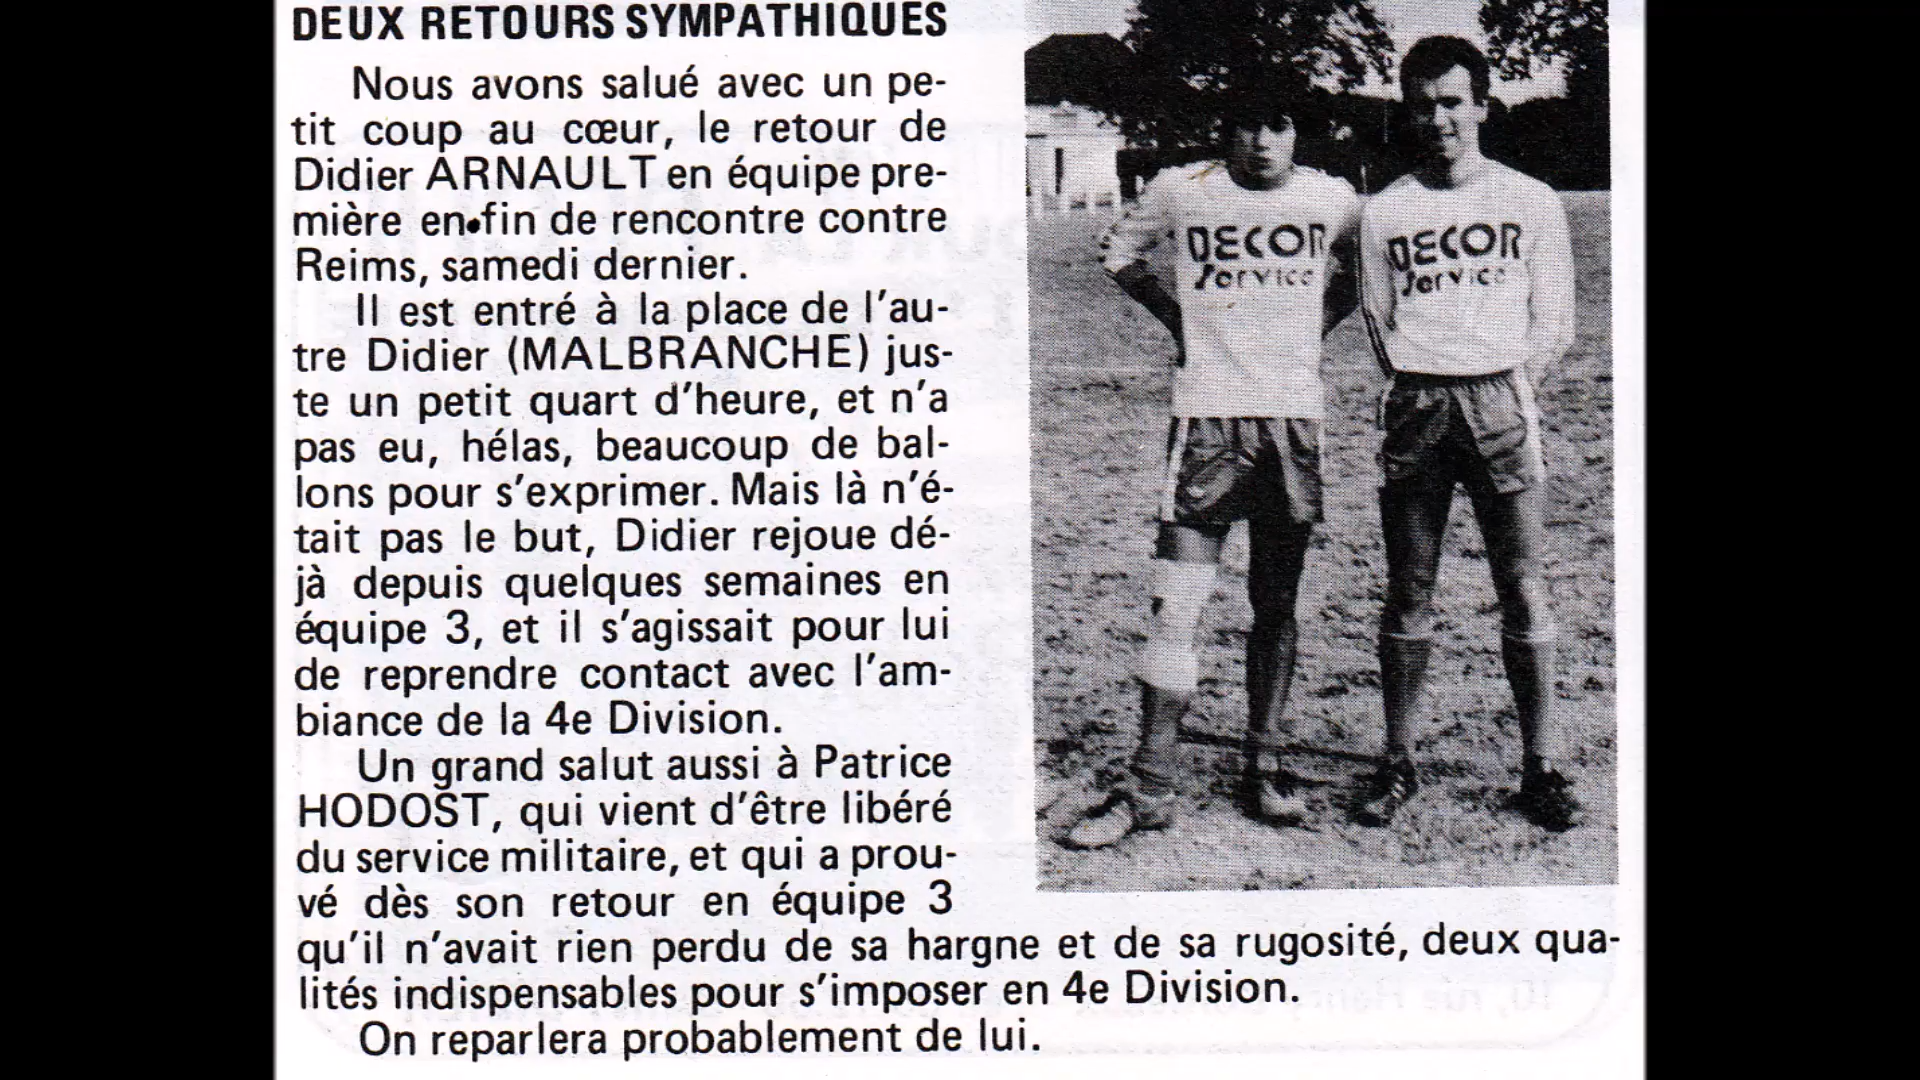 DEUX RETOURS SYMPATHIQUES
Nous avons salué avec un pe-
tit coup au cœur, le retour de
Didier ARNAULT en équipe pre-
mière en•fin de rencontre contre
Reims, samedi dernier.
Il est entré à la place de l'au-
tre Didier (MALBRANCHE) jus-
te un petit quart d'heure, et n'a
pas eu, hélas, beaucoup de bal-
lons pour s'exprimer. Mais là n'é-
tait pas le but, Didier rejoue dé-
jà depuis quelques semaines en
équipe 3, et il s'agissait pour lui
de reprendre contact avec l'am-
biance de la 4e Division.
Un grand salut aussi à Patrice
HODOST, qui vient d'être libéré
du service militaire, et qui a prou-
vé dès son retour en équipe 3
qu'il n'avait rien perdu de sa hargne et de sa rugosité, deux qua-
lités indispensables pour s'imposer en 4e Division.
On reparlera probablement de lui.
DECOR
Service
DECOR
Service